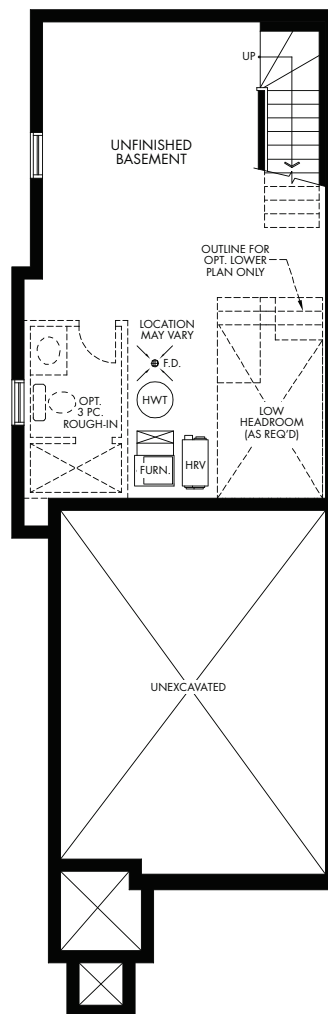 UP
UNFINISHED
BASEMENT
OUTLINE FOR
OPT. LOWER
PLAN ONLY
LOCATION
MAY VARY
F.D.
HWT
OPT.
3 PC.
ROUGH-IN
LOW
HEADROOM
(AS REQ'D)
FURN.
HRV
UNEXCAVATED